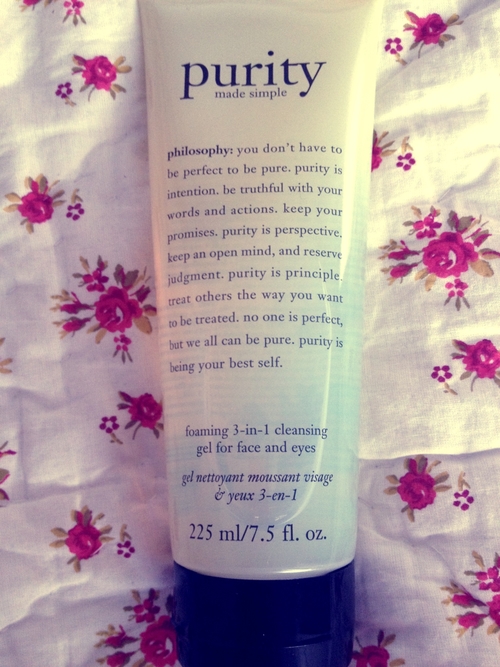 purity
made simple
philosophy: you don't have to
be perfect to be pure. purity is
intention. be truthful with your
words and actions. keep your
promises. purity is perspective.
keep an open mind, and reserve
judgment. purity is principle.
treat others the way you want
to be treated. no one is perfect,
but we all can be pure. purity is
being your best self.
foaming 3-in-1 cleansing
gel for face and eyes
gel nettoyant moussant visage
& yeux 3-en-1
225 ml/7.5 fl. oz.